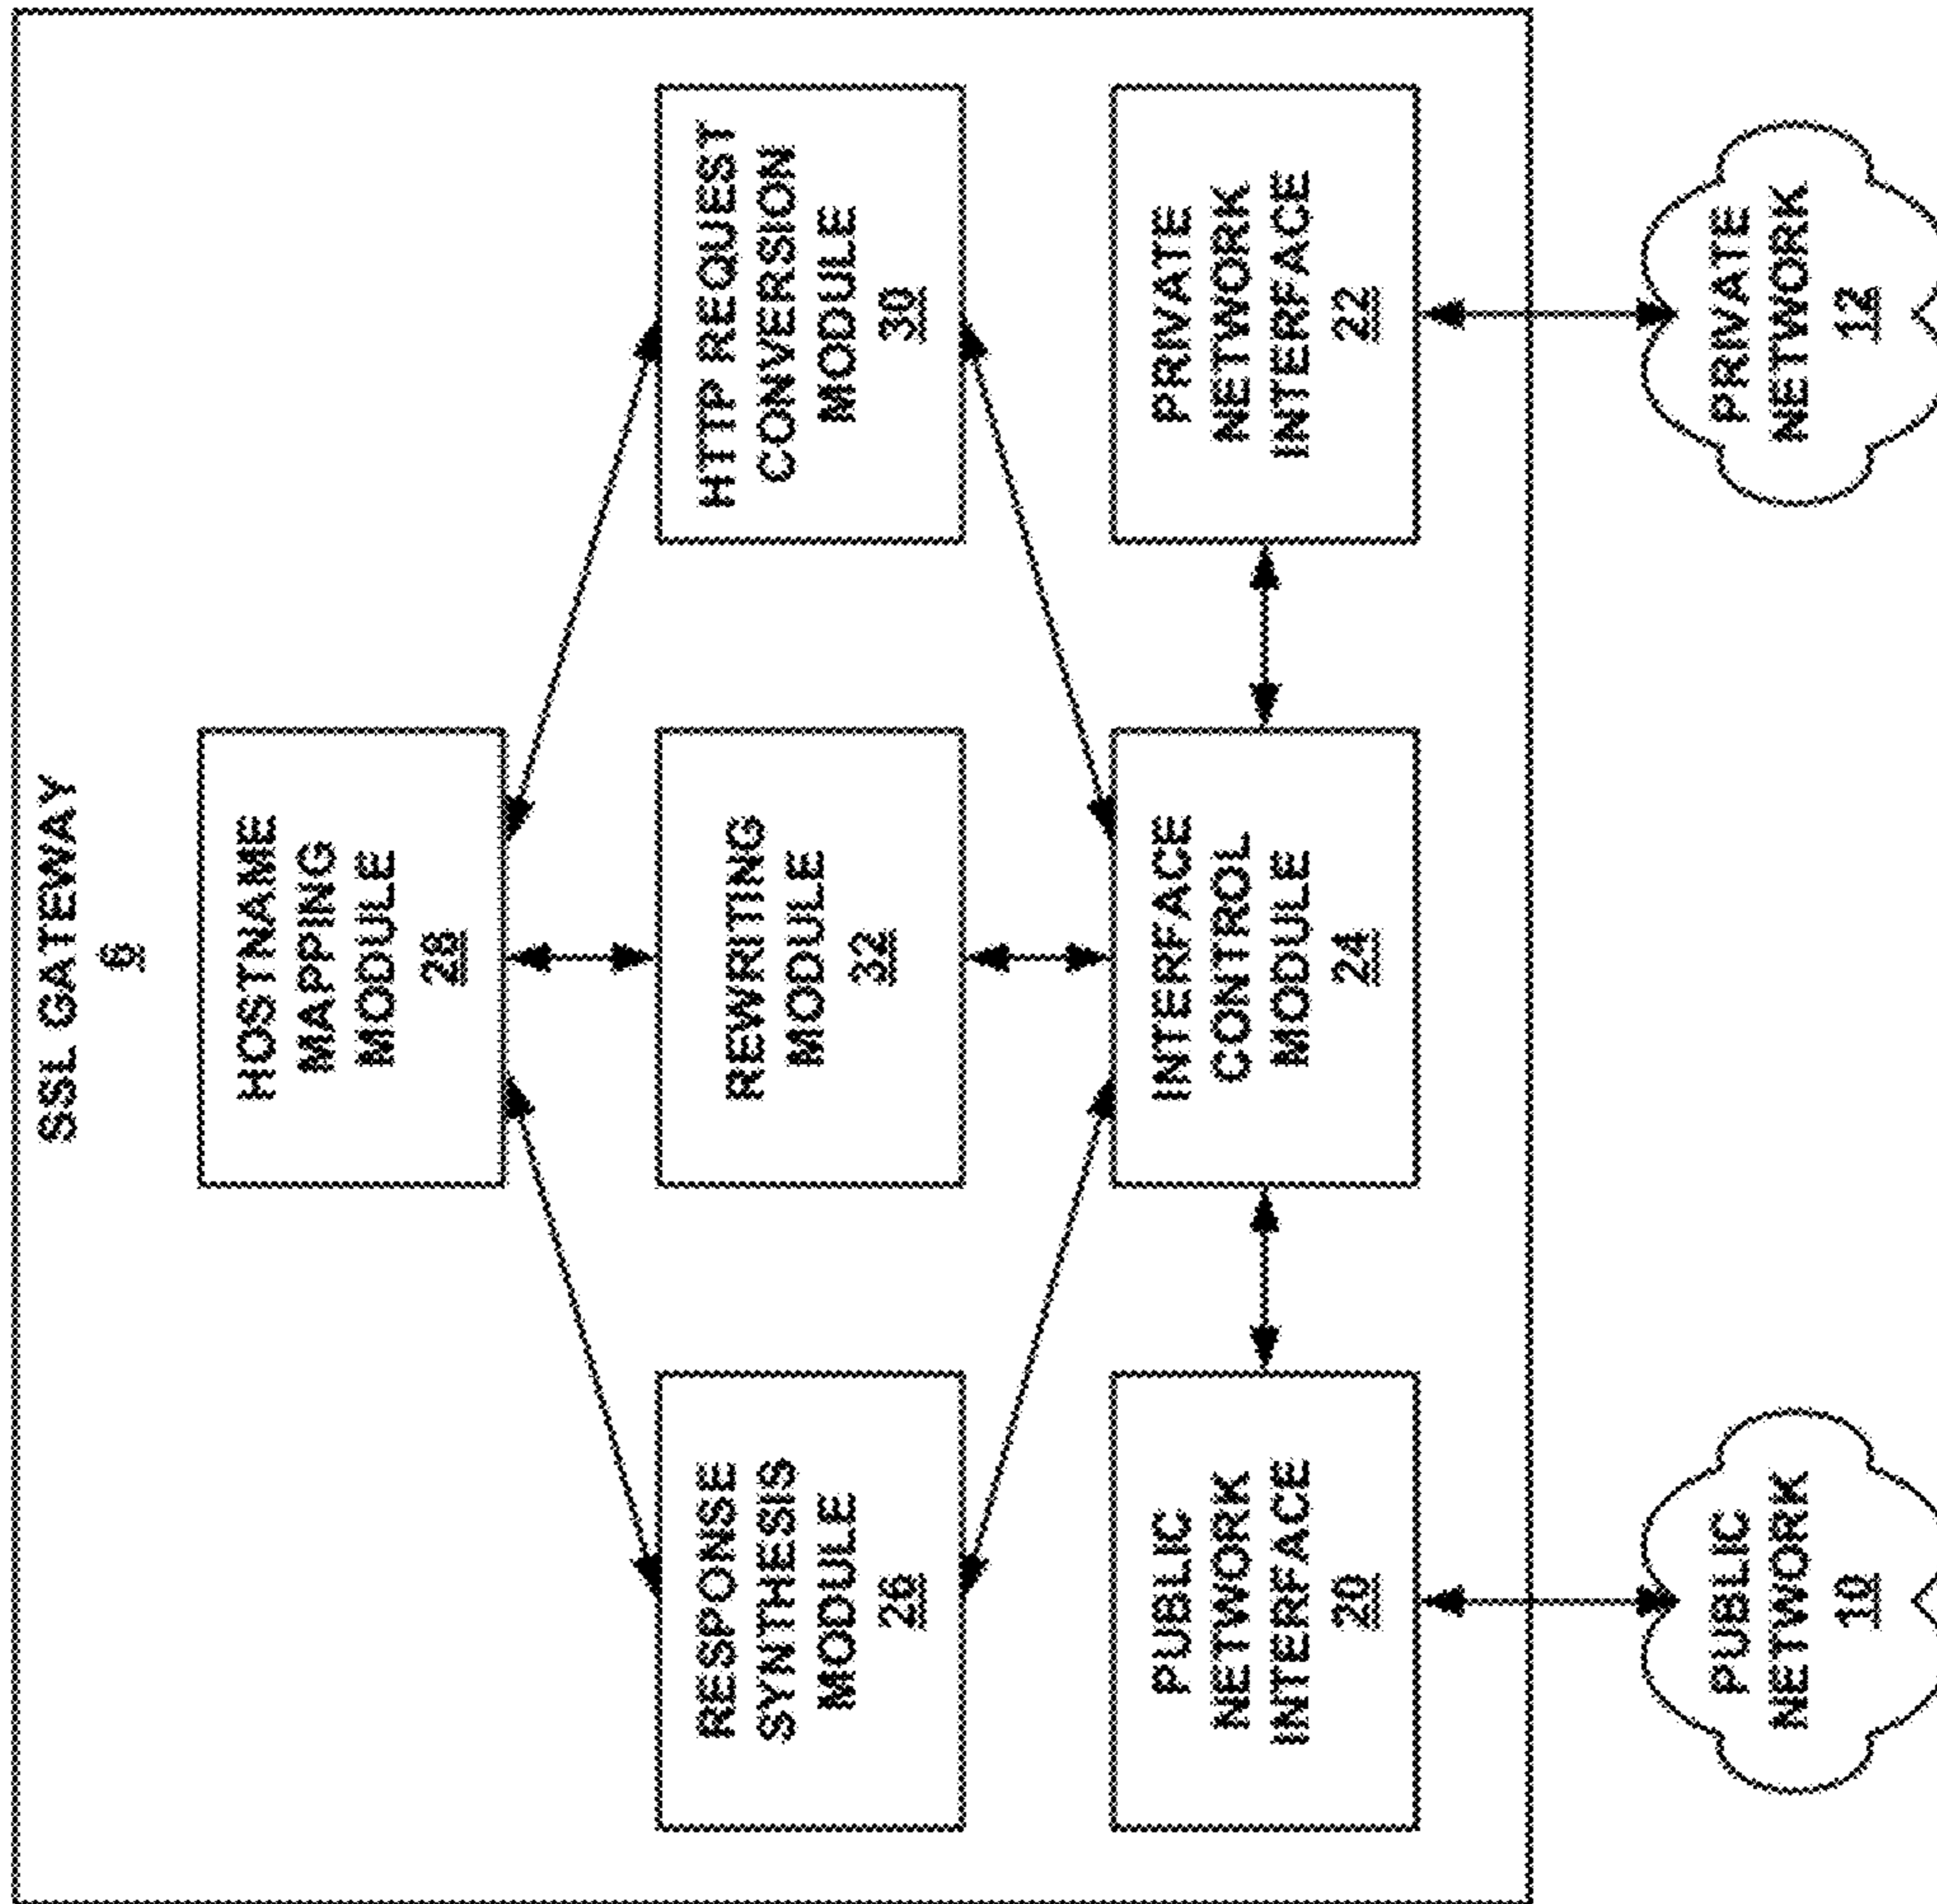 SSL GATEWAY
HOSTNAME
MAPPING
MODULE
28
RESPONSE
SYNTHESIS
MODULE
26
REWRITING
MODULE
32
HTTP REQUEST
CONVERSION
MODULE
30
PUBLIC
NETWORK
INTERFACE
20
INTERFACE
CONTROL
MODULE
24
PRIVATE
NETWORK
INTERFACE
22
PUBLIC
NETWORK
10
PRIVATE
NETWORK
12